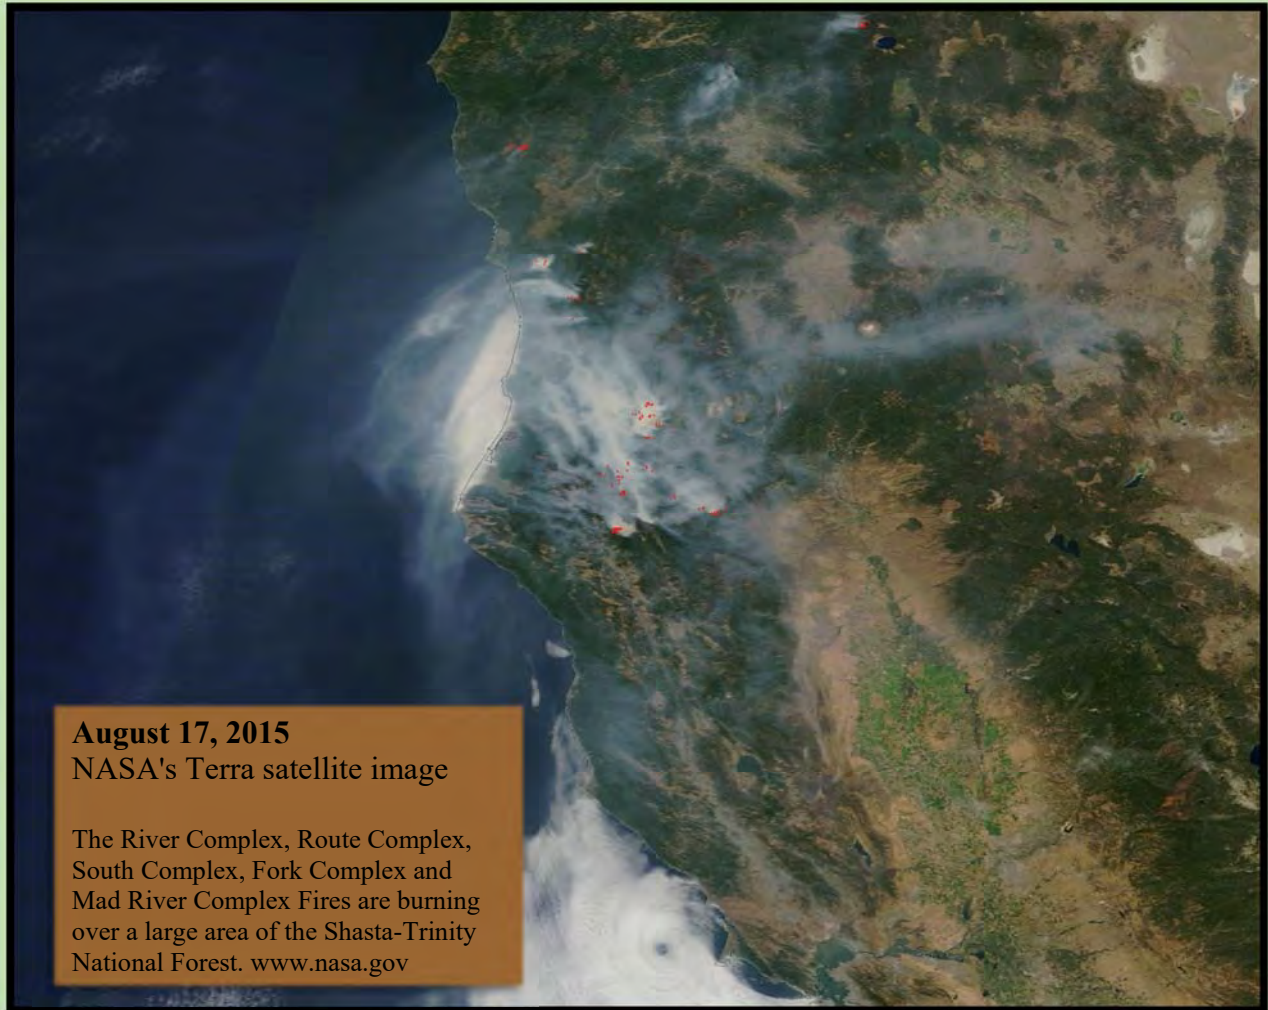 August 17, 2015
NASA's Terra satellite image
The River Complex, Route Complex,
South Complex, Fork Complex and
Mad River Complex Fires are burning
over a large area of the Shasta-Trinity
National Forest. www.nasa.gov